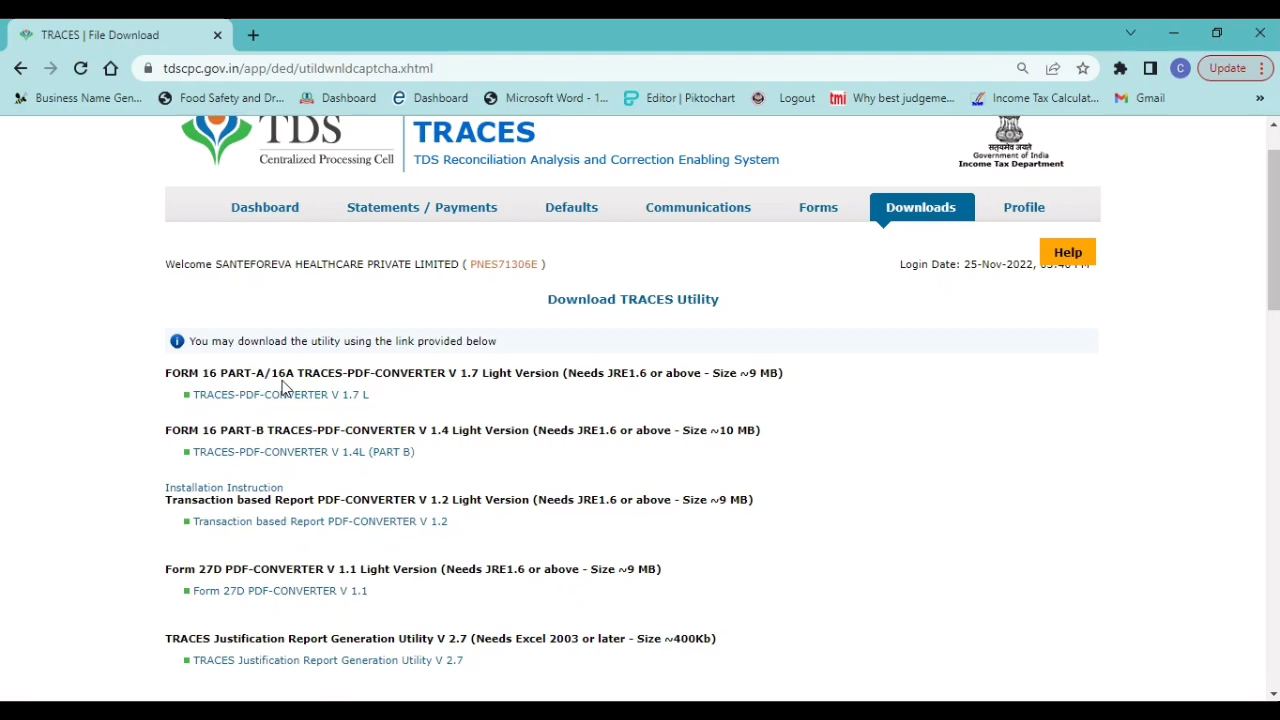 TRACES | File Download
tdscpc.gov.in/app/ded/utildwnldcaptcha.xhtml
Update
Business Name Gen...
Food Safety and Dr...
Dashboard
Dashboard
Microsoft Word - 1...
Editor | Piktochart
Logout
tmi Why best judgeme...
Income Tax Calculat...
Gmail
»
TDS
Centralized Processing Cell
TRACES
TDS Reconciliation Analysis and Correction Enabling System
सत्यमेव जयते
Government of India
Income Tax Department
Dashboard
Statements / Payments
Defaults
Communications
Forms
Downloads
Profile
Help
Welcome SANTEFOREVA HEALTHCARE PRIVATE LIMITED ( PNES71306E )
Login Date: 25-Nov-2022,
Download TRACES Utility
You may download the utility using the link provided below
FORM 16 PART-A/16A TRACES-PDF-CONVERTER V 1.7 Light Version (Needs JRE1.6 or above - Size ~9 MB)
TRACES-PDF-CONVERTER V 1.7 L
FORM 16 PART-B TRACES-PDF-CONVERTER V 1.4 Light Version (Needs JRE1.6 or above - Size ~10 MB)
TRACES-PDF-CONVERTER V 1.4L (PART B)
Installation Instruction
Transaction based Report PDF-CONVERTER V 1.2 Light Version (Needs JRE1.6 or above - Size ~9 MB)
Transaction based Report PDF-CONVERTER V 1.2
Form 27D PDF-CONVERTER V 1.1 Light Version (Needs JRE1.6 or above - Size ~9 MB)
Form 27D PDF-CONVERTER V 1.1
TRACES Justification Report Generation Utility V 2.7 (Needs Excel 2003 or later - Size ~400Kb)
TRACES Justification Report Generation Utility V 2.7